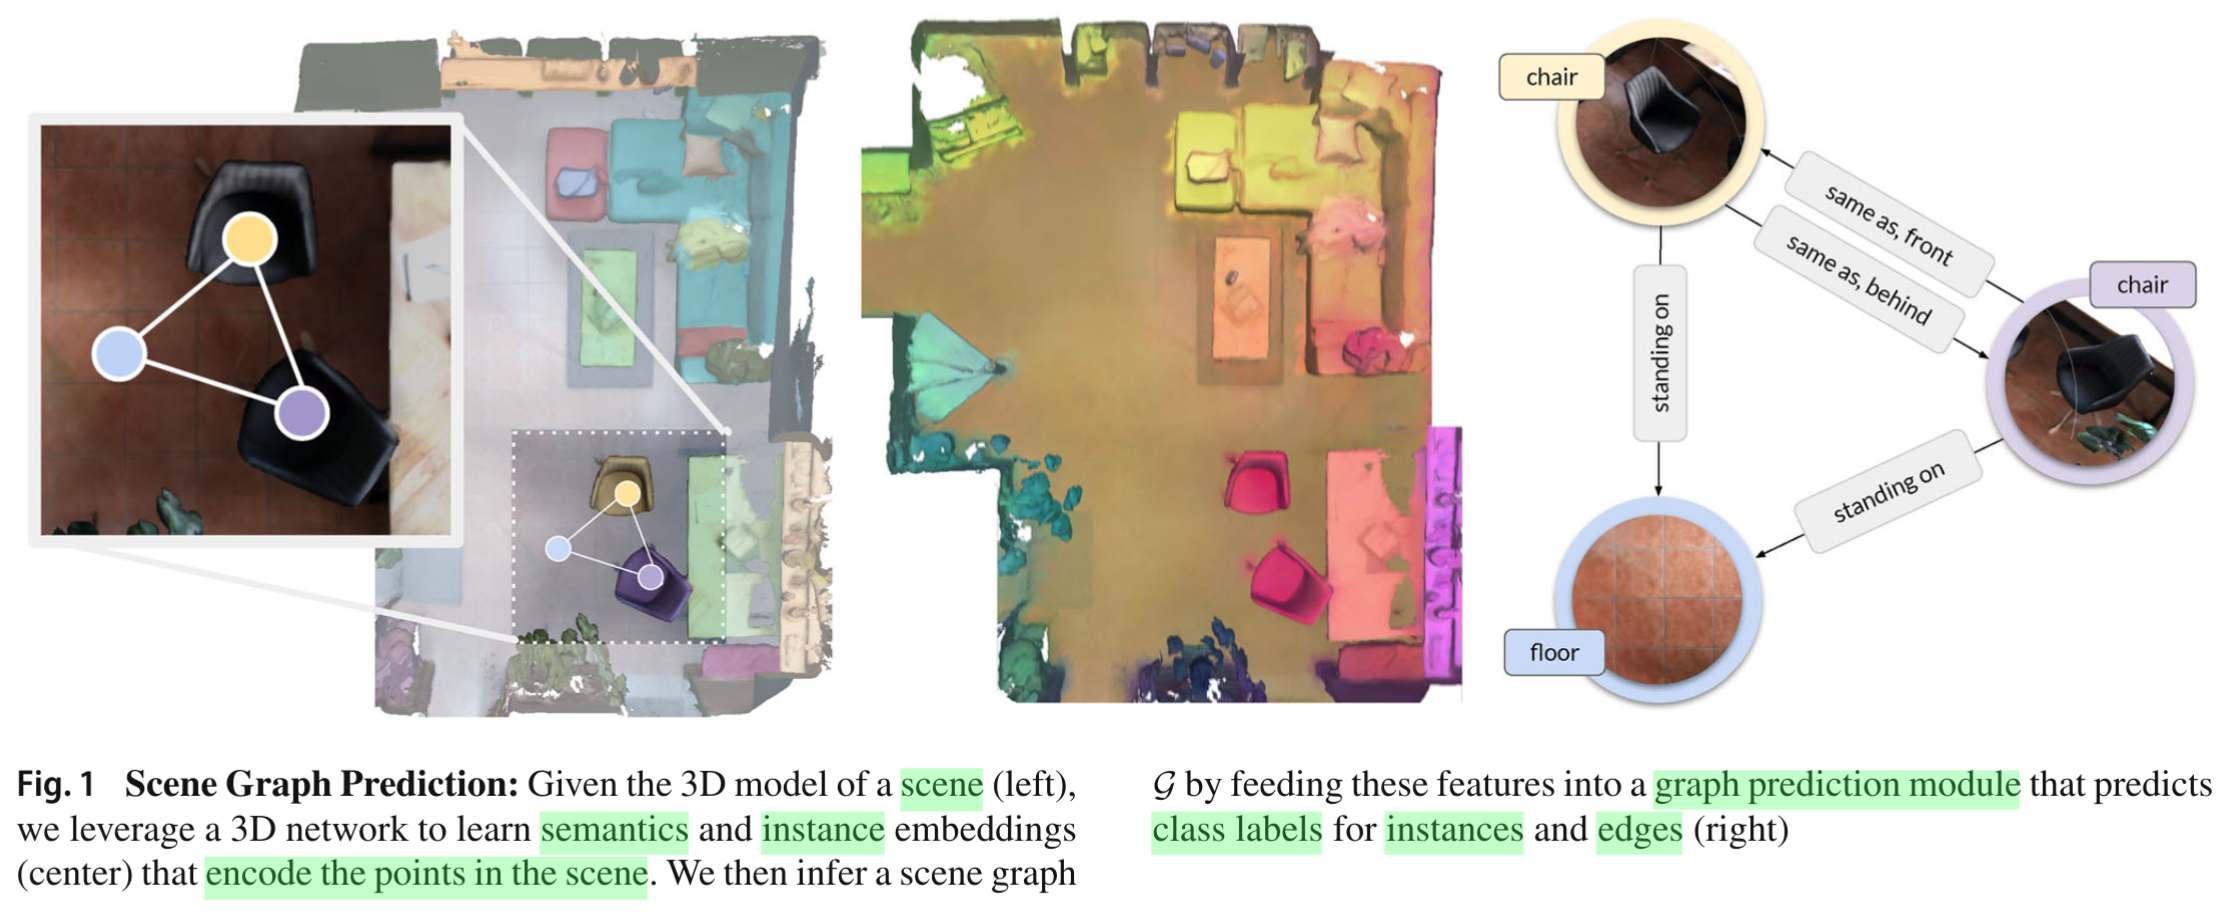 chair
same as, front
same as, behind
chair
standing on
standing on
floor
Fig. 1 Scene Graph Prediction: Given the 3D model of a scene (left),
we leverage a 3D network to learn semantics and instance embeddings
(center) that encode the points in the scene. We then infer a scene graph
𝒢 by feeding these features into a graph prediction module that predicts
class labels for instances and edges (right)